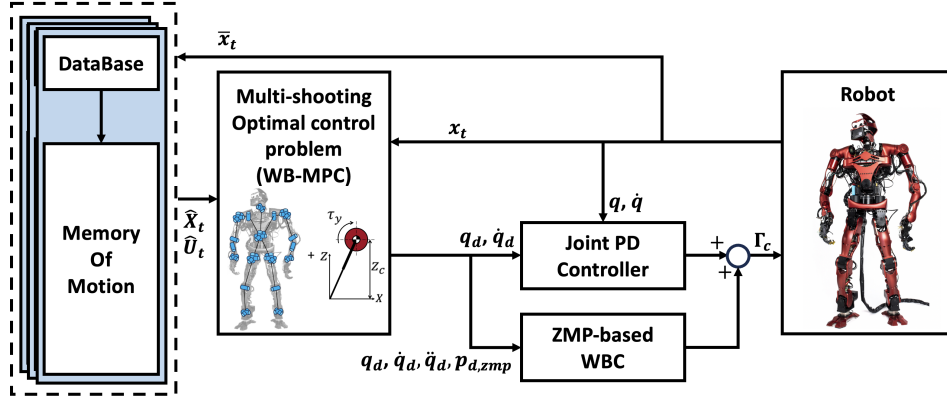 DataBase
Memory
Of
Motion
x̅_t
X̂_t
Û_t
Multi-shooting
Optimal control
problem
(WB-MPC)
τ_y
+ Z
Z_c
X
x_t
q, q̇
q_d, q̇_d
Joint PD
Controller
+
+
Γ_c
q_d, q̇_d, q̈_d, p_{d,zmp}
ZMP-based
WBC
Robot